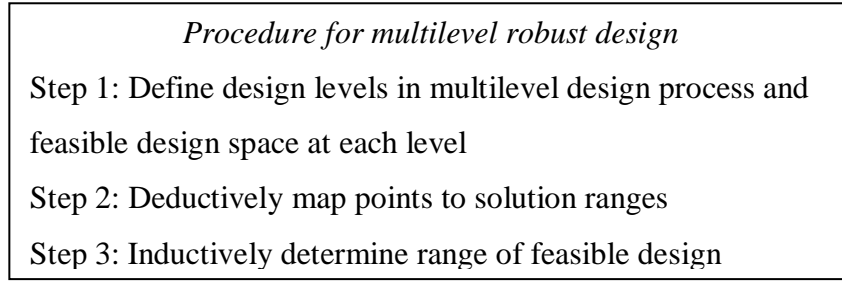 Procedure for multilevel robust design
Step 1: Define design levels in multilevel design process and
feasible design space at each level
Step 2: Deductively map points to solution ranges
Step 3: Inductively determine range of feasible design